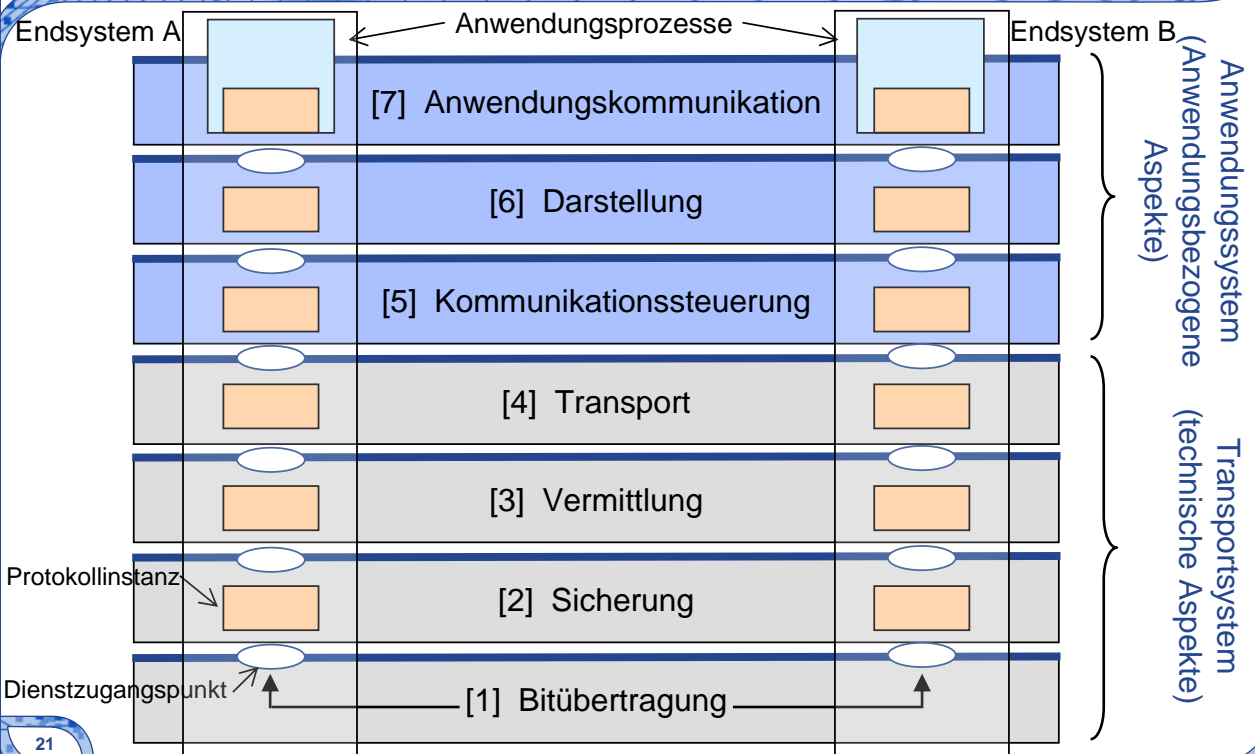 Endsystem A
Anwendungsprozesse
Endsystem B
[7] Anwendungskommunikation
[6] Darstellung
[5] Kommunikationssteuerung
[4] Transport
[3] Vermittlung
[2] Sicherung
[1] Bitübertragung
Protokollinstanz
Dienstzugangspunkt
Anwendungssystem
(Anwendungsbezogene
Aspekte)
Transportsystem
(technische Aspekte)
21